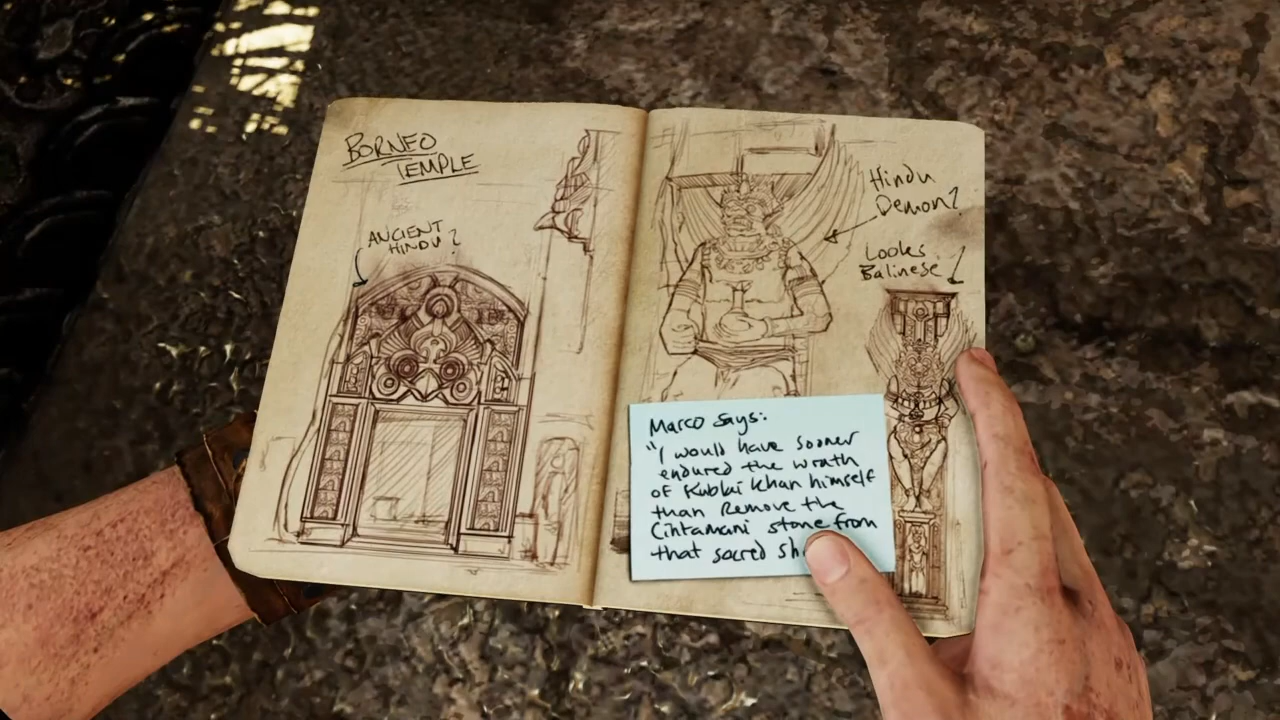 BORNEO
TEMPLE
ANCIENT
HINDU?
Hindu
Demon?
Looks
Balinese
Marco says:
"I would have sooner
endured the wrath
of Kublai Khan himself
than Remove the
Cintamani stone from
that sacred